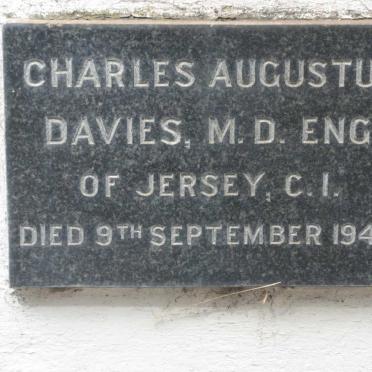 CHARLES AUGUSTU
DAVIES, M.D. ENG
OF JERSEY, C.I.
DIED 9TH SEPTEMBER 194